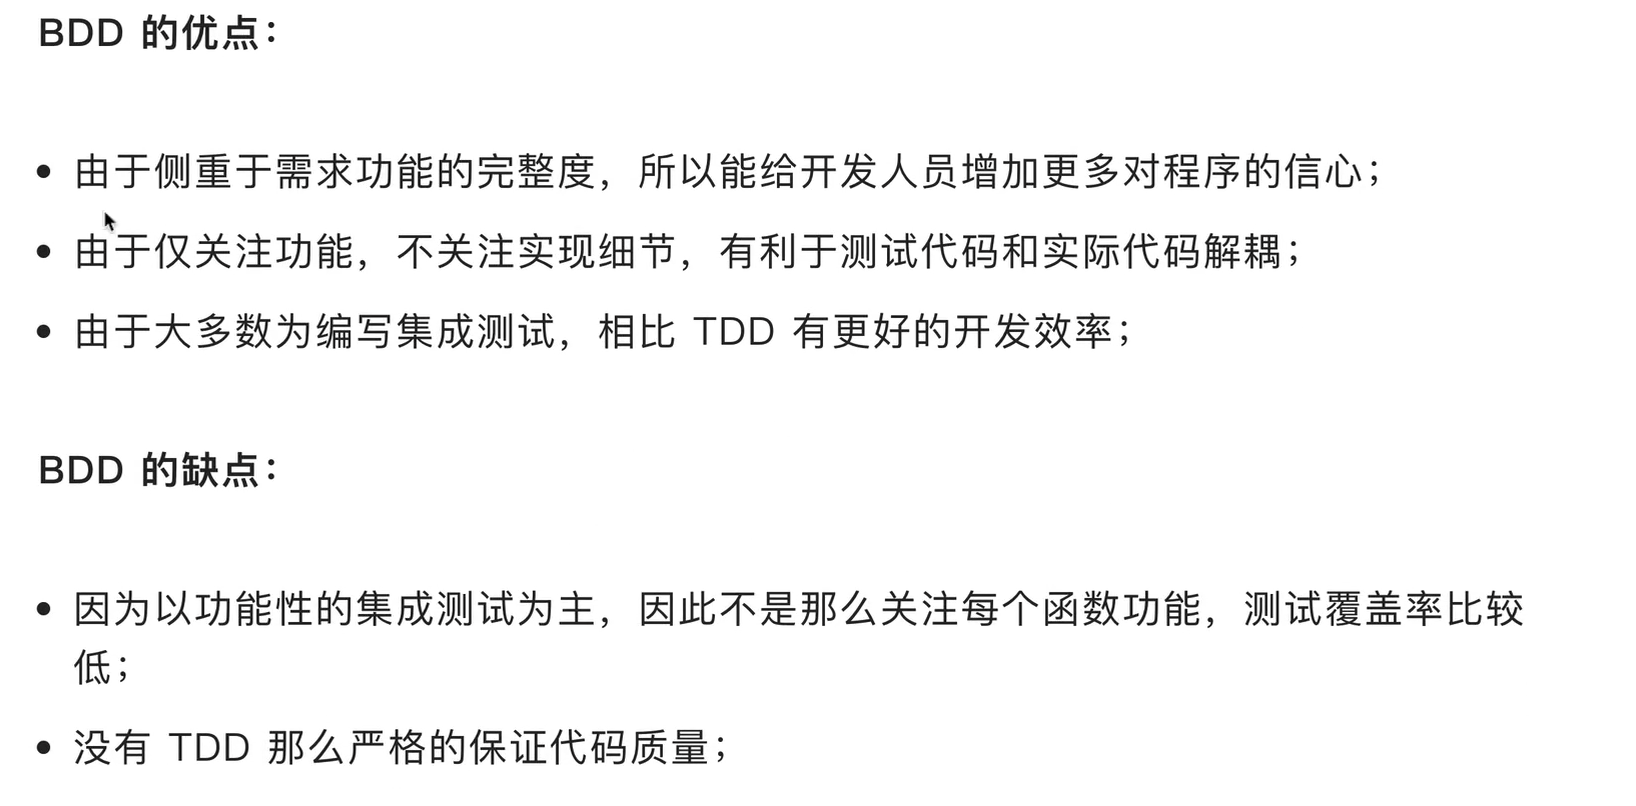 BDD 的优点：
• 由于侧重于需求功能的完整度，所以能给开发人员增加更多对程序的信心；
• 由于仅关注功能，不关注实现细节，有利于测试代码和实际代码解耦；
• 由于大多数为编写集成测试，相比 TDD 有更好的开发效率；
BDD 的缺点：
• 因为以功能性的集成测试为主，因此不是那么关注每个函数功能，测试覆盖率比较
低；
• 没有 TDD 那么严格的保证代码质量；